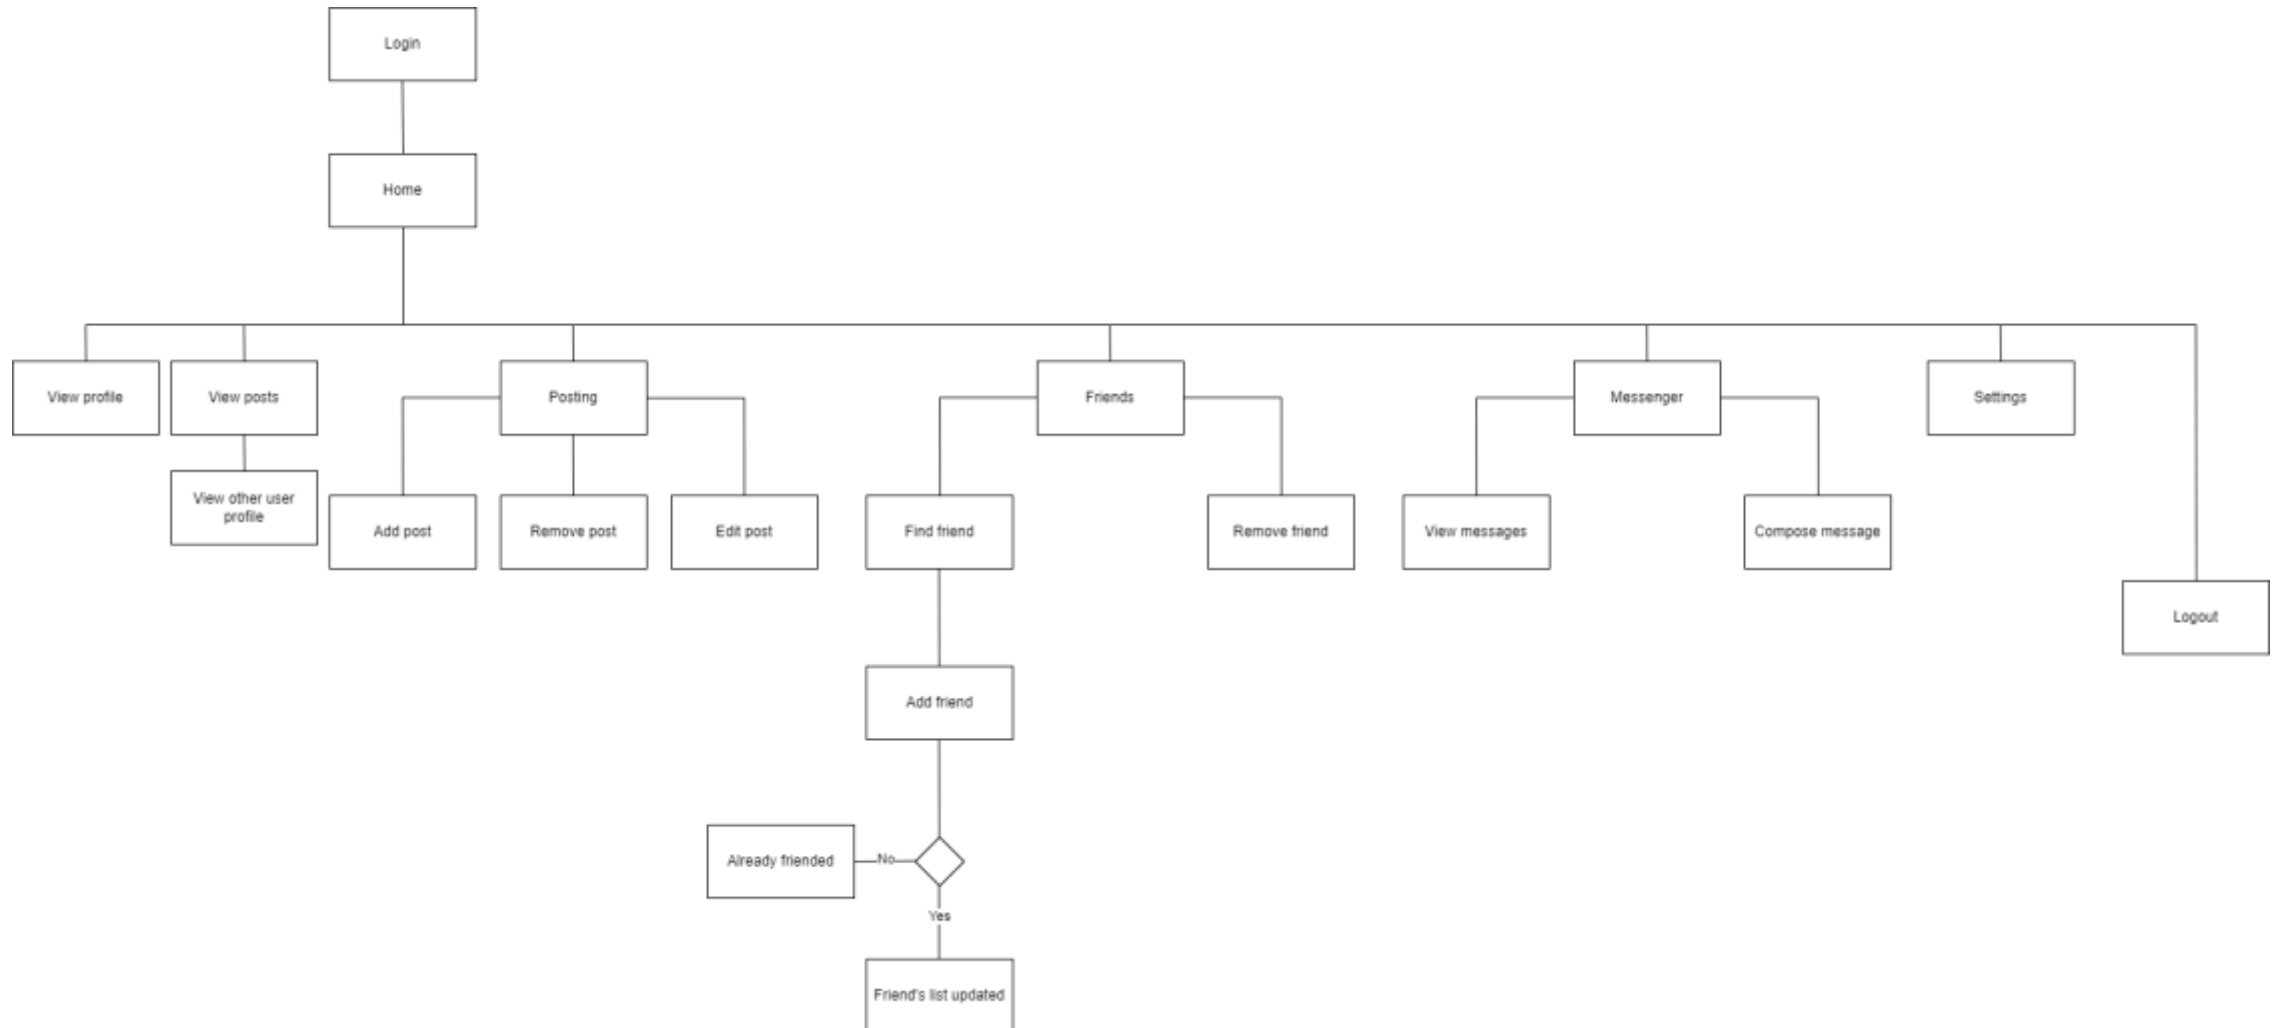 Login
Home
View profile
View posts
Posting
Friends
Messenger
Settings
View other user
profile
Add post
Remove post
Edit post
Find friend
Remove friend
View messages
Compose message
Logout
Add friend
Already friended
No
Yes
Friend's list updated